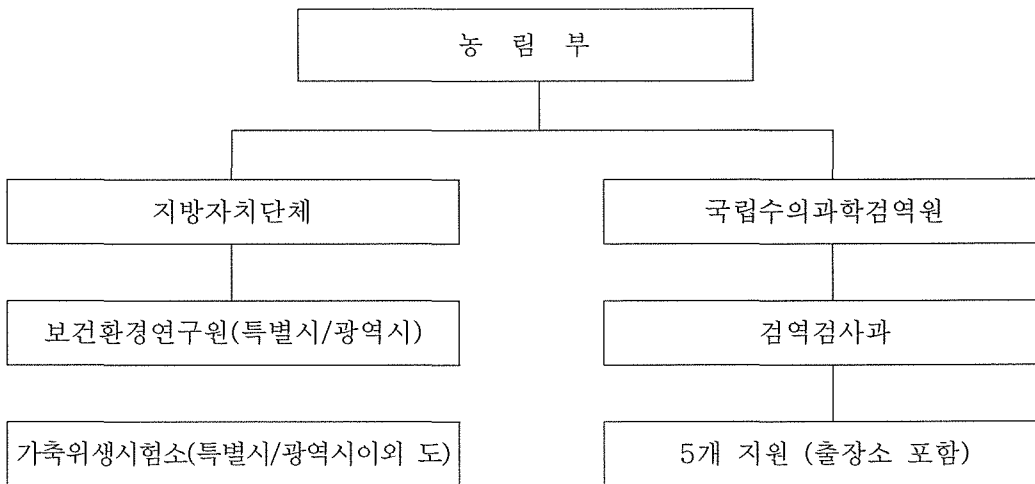 농 림 부
지방자치단체
국립수의과학검역원
보건환경연구원(특별시/광역시)
검역검사과
가축위생시험소(특별시/광역시이외 도)
5개 지원 (출장소 포함)